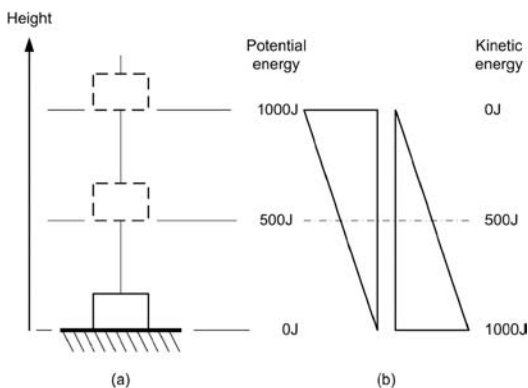 Height
Potential
energy
Kinetic
energy
1000J
0J
500J
500J
0J
1000J
(a)
(b)